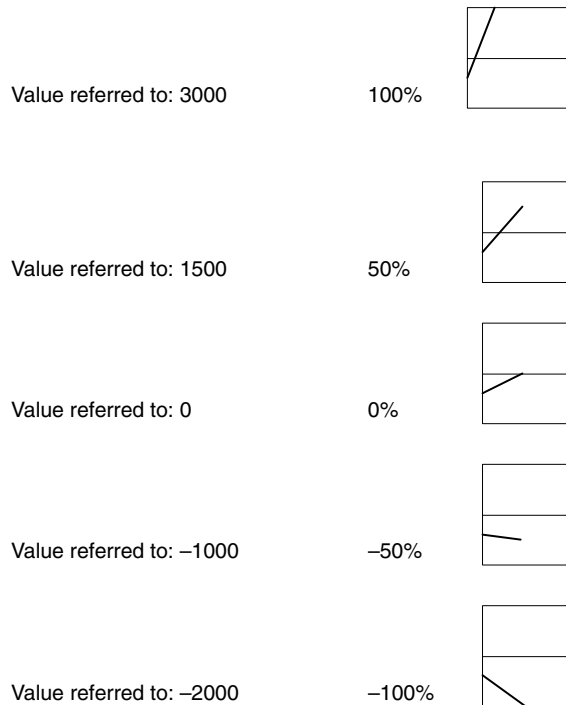 Value referred to: 3000 100%
Value referred to: 1500 50%
Value referred to: 0 0%
Value referred to: –1000 –50%
Value referred to: –2000 –100%